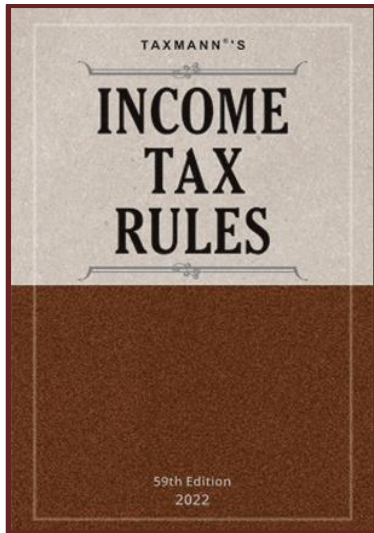 TAXMANN®'S
INCOME
TAX
RULES
59th Edition
2022